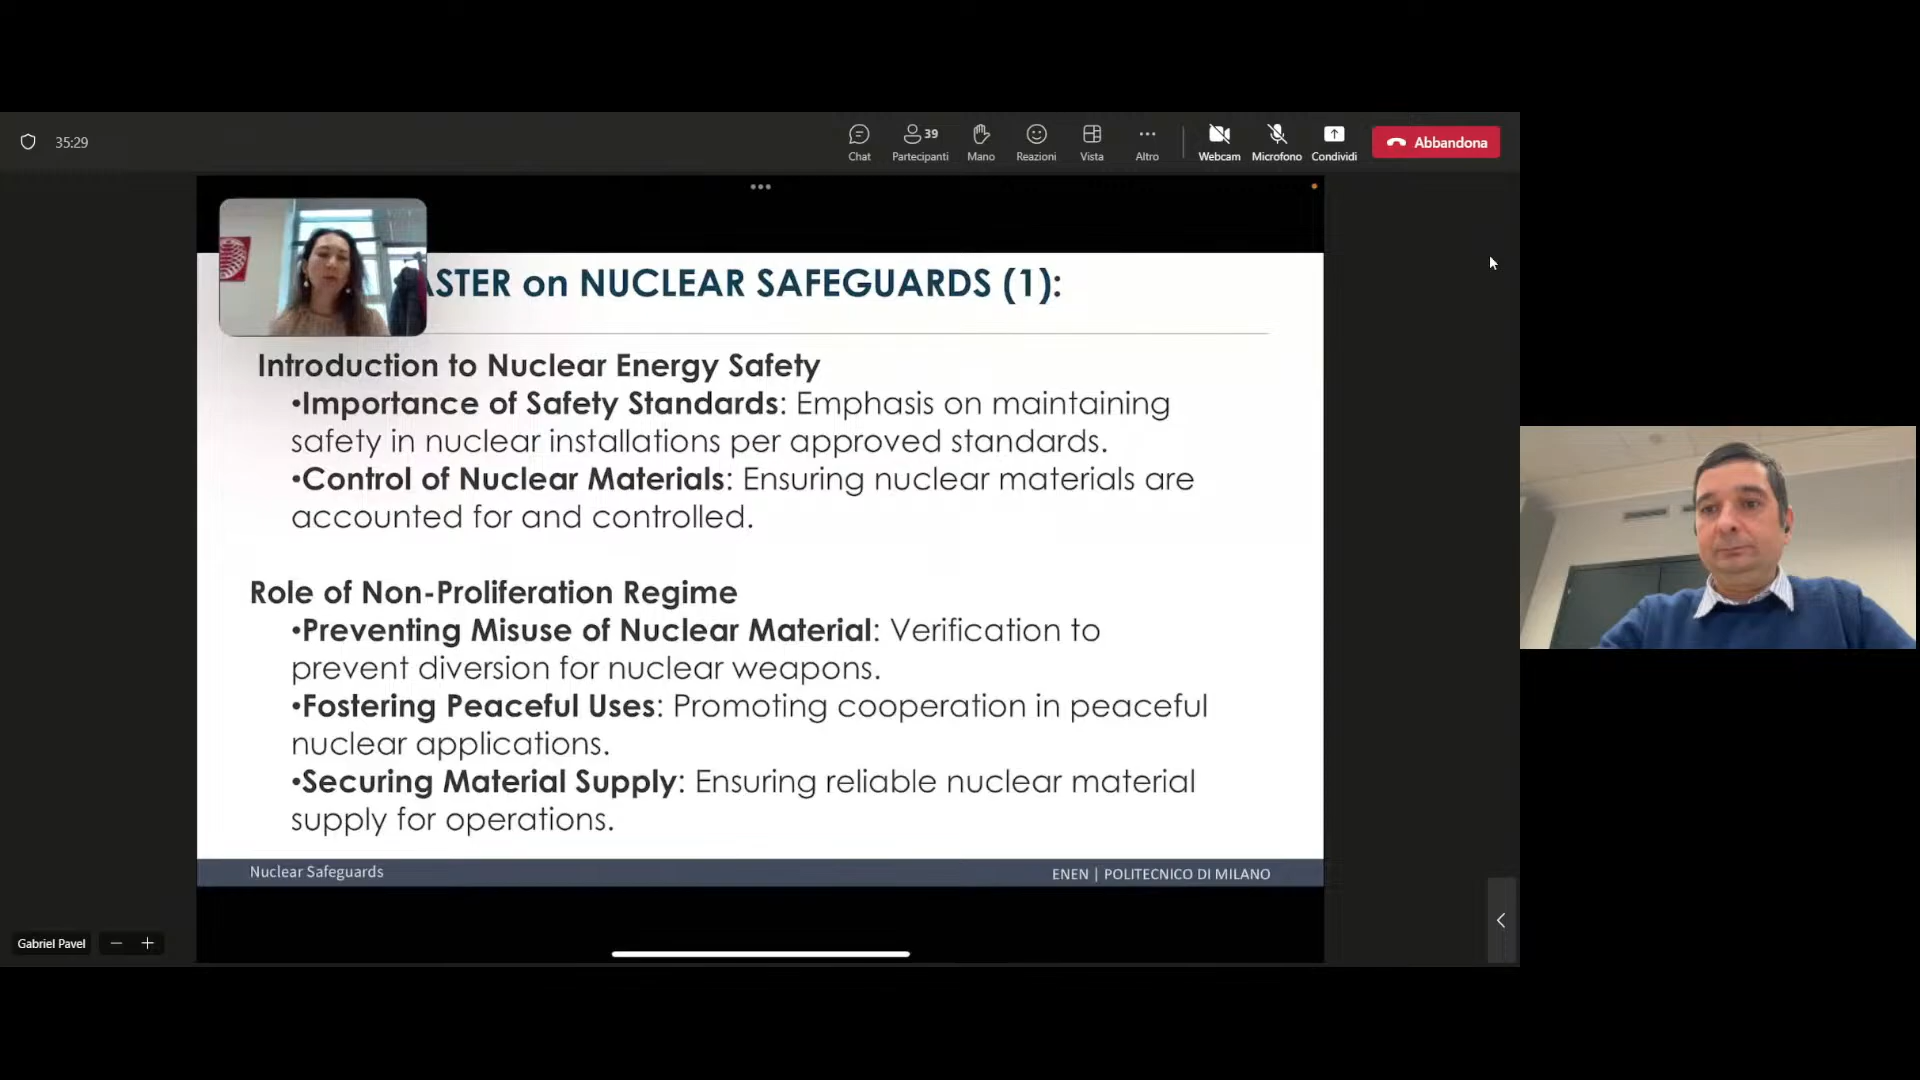 35:29
Chat
39
Partecipanti
Mano
Reazioni
Vista
Altro
Webcam
Microfono
Condividi
Abbandona
ASTER on NUCLEAR SAFEGUARDS (1):
Introduction to Nuclear Energy Safety
•Importance of Safety Standards: Emphasis on maintaining
safety in nuclear installations per approved standards.
•Control of Nuclear Materials: Ensuring nuclear materials are
accounted for and controlled.
Role of Non-Proliferation Regime
•Preventing Misuse of Nuclear Material: Verification to
prevent diversion for nuclear weapons.
•Fostering Peaceful Uses: Promoting cooperation in peaceful
nuclear applications.
•Securing Material Supply: Ensuring reliable nuclear material
supply for operations.
Nuclear Safeguards
ENEN | POLITECNICO DI MILANO
Gabriel Pavel